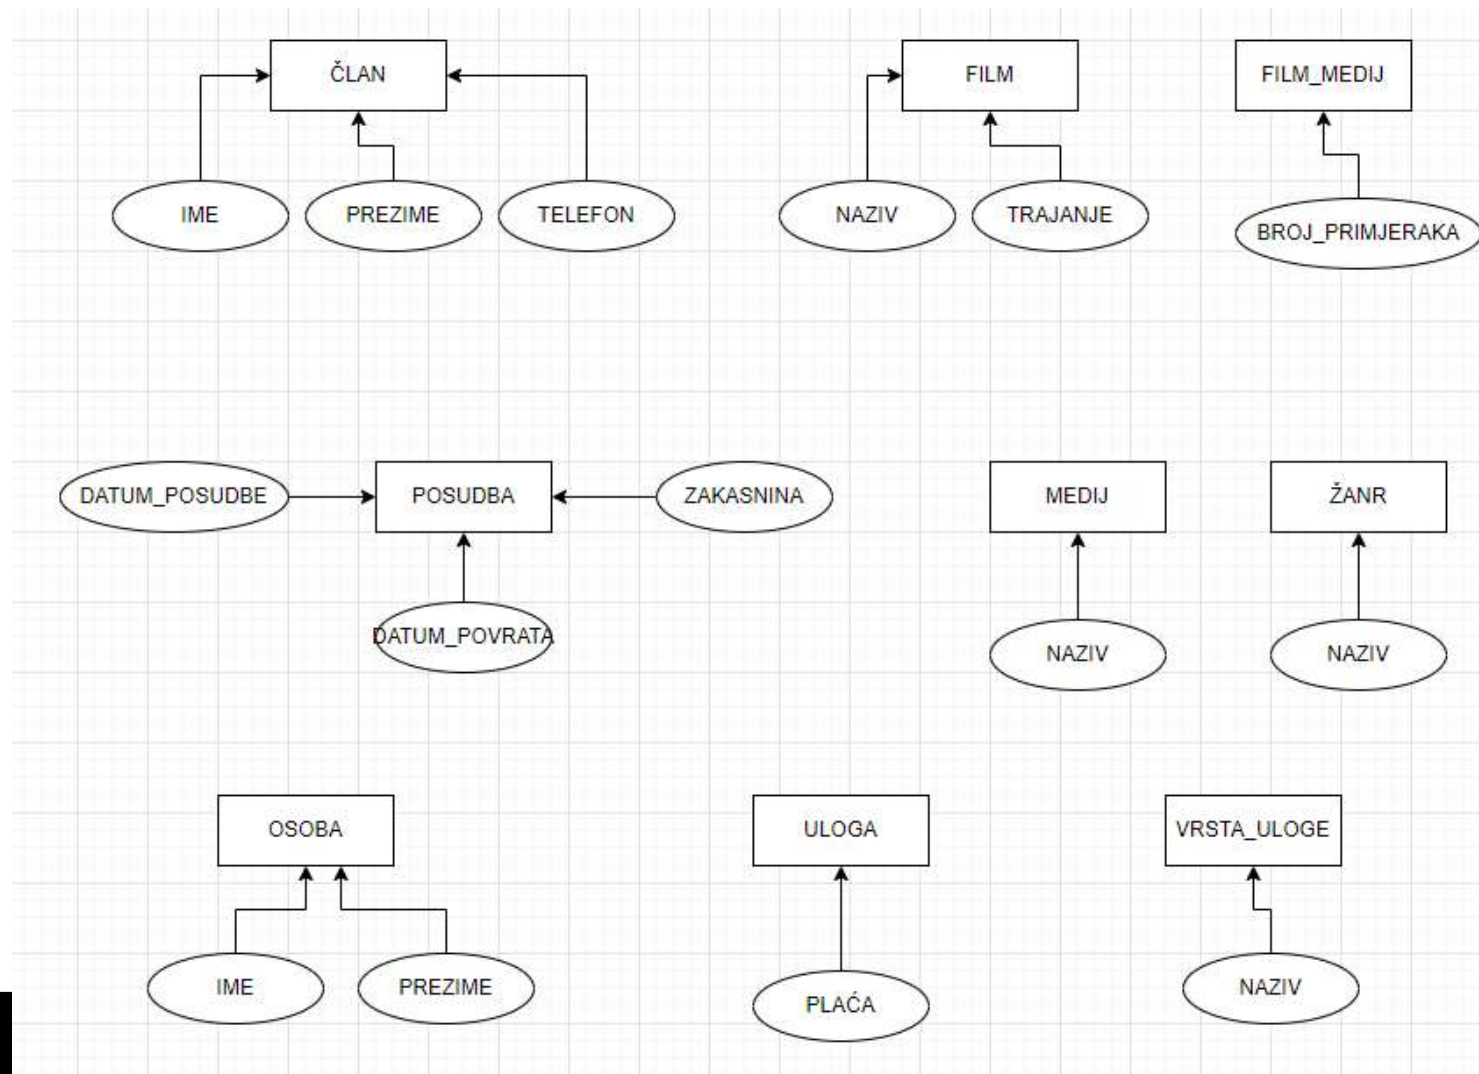 ČLAN
FILM
FILM_MEDIJ
IME
PREZIME
TELEFON
NAZIV
TRAJANJE
BROJ_PRIMJERAKA
DATUM_POSUDBE
POSUDBA
ZAKASNINA
MEDIJ
ŽANR
DATUM_POVRATA
NAZIV
NAZIV
OSOBA
ULOGA
VRSTA_ULOGE
IME
PREZIME
PLAĆA
NAZIV